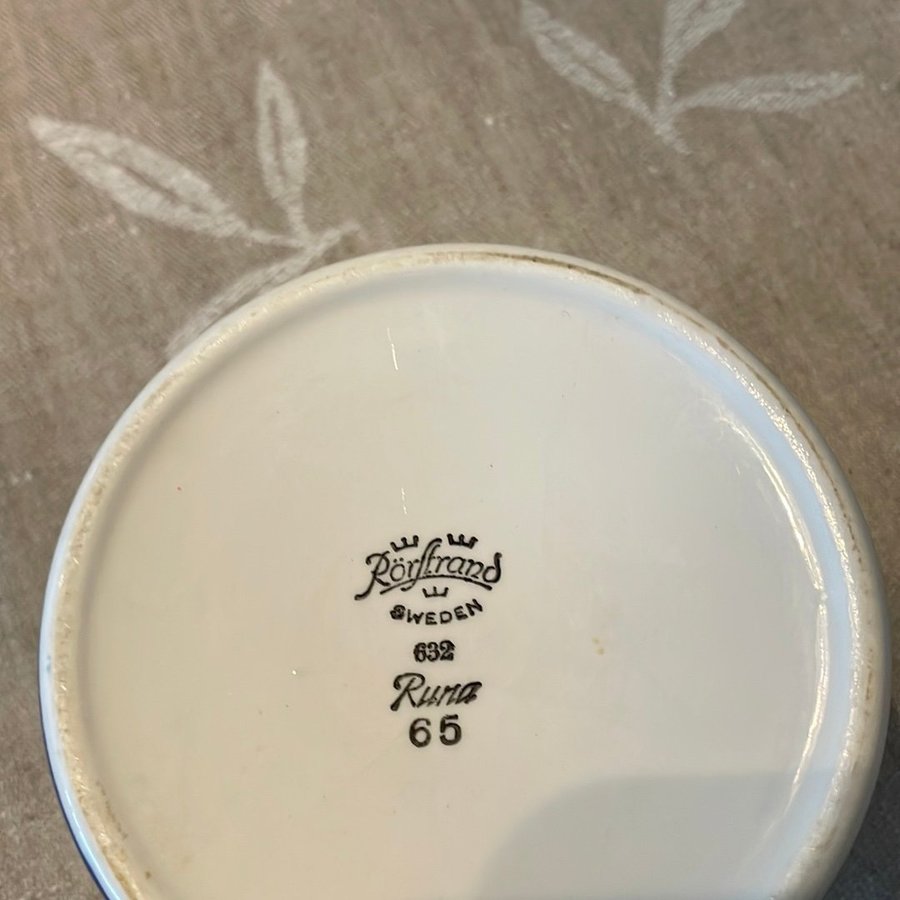 Rörstrand
SWEDEN
632
Runa
65